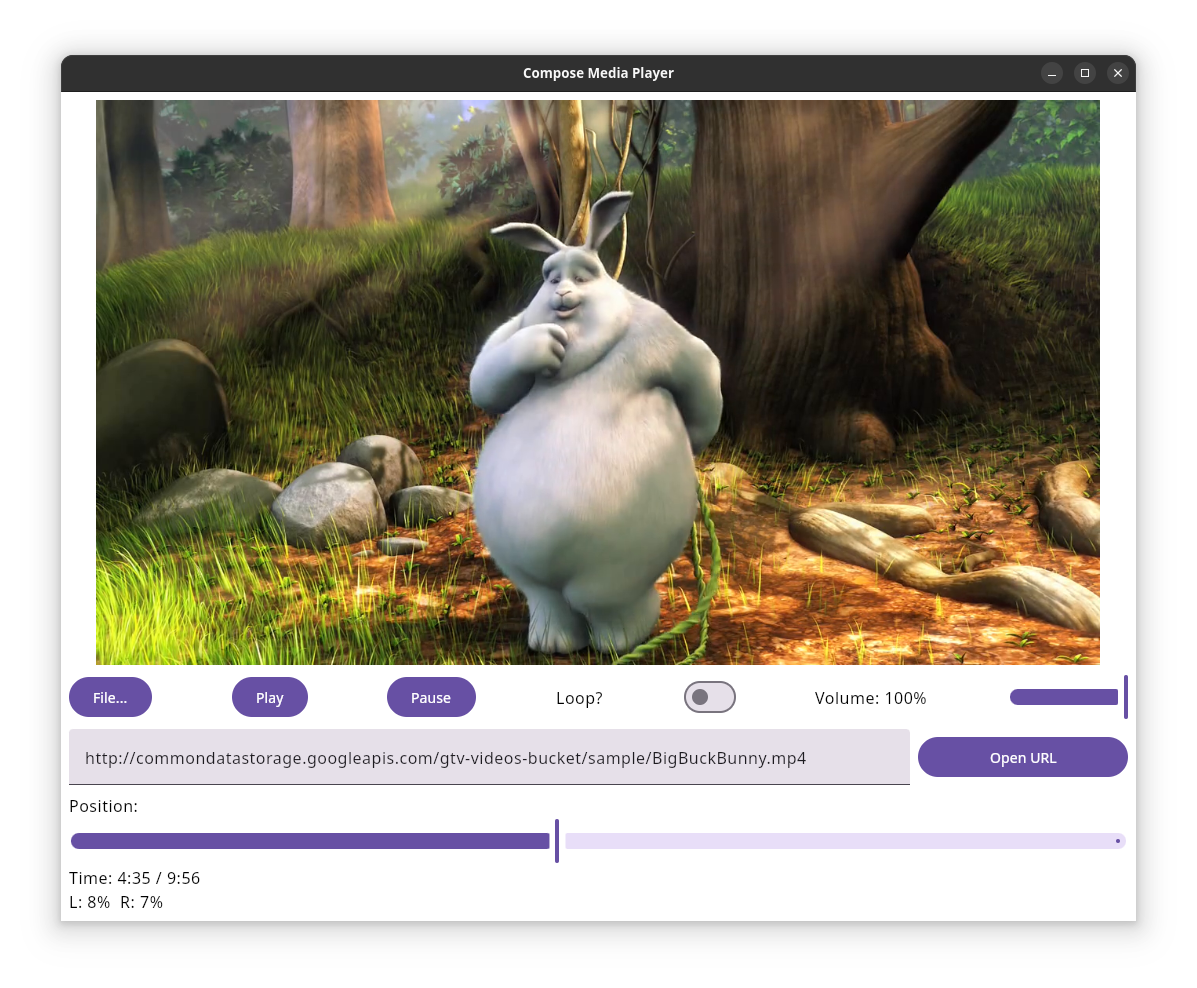 Compose Media Player
File...
Play
Pause
Loop?
Volume: 100%
http://commondatastorage.googleapis.com/gtv-videos-bucket/sample/BigBuckBunny.mp4
Open URL
Position:
Time: 4:35 / 9:56
L: 8%  R: 7%